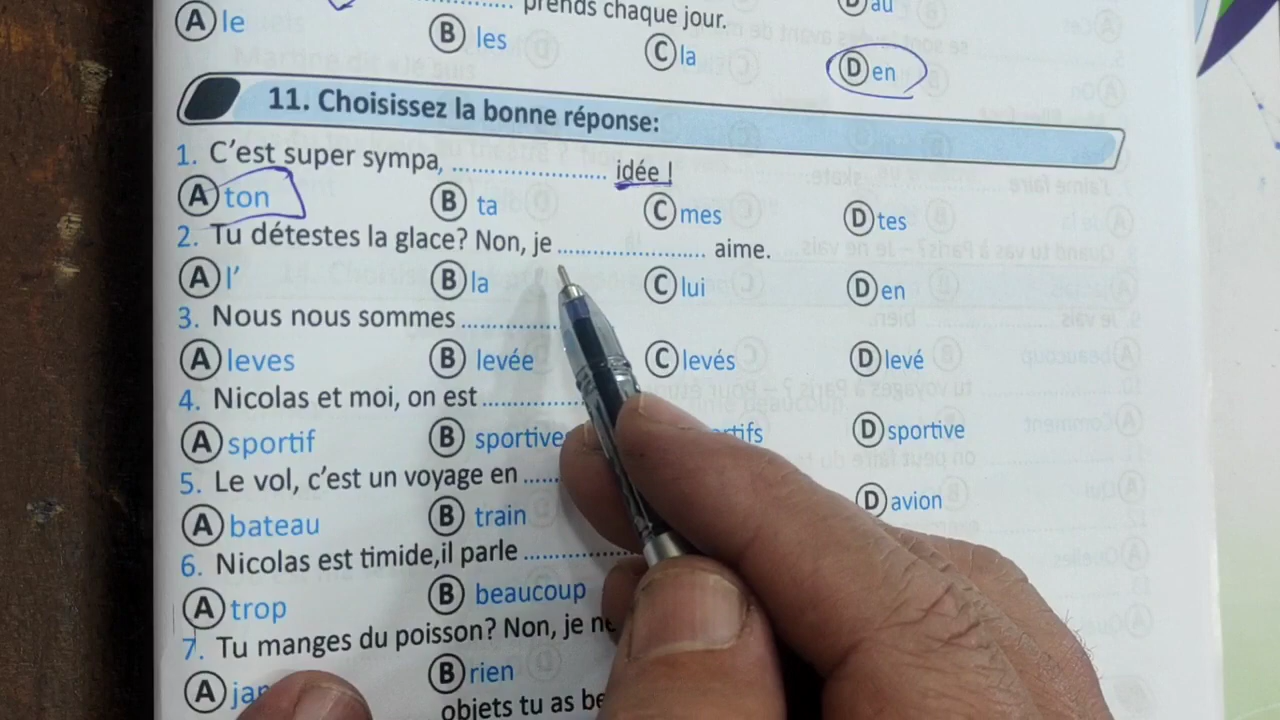 prends chaque jour.
A le B les C la D en
D au
11. Choisissez la bonne réponse:
1. C'est super sympa, ........................... idée !
A ton B ta C mes D tes
2. Tu détestes la glace? Non, je .......................... aime.
A l' B la C lui D en
3. Nous nous sommes .................
A leves B levée C levés D levé
4. Nicolas et moi, on est .................
A sportif B sportive D sportive
5. Le vol, c'est un voyage en ......
A bateau B train D avion
6. Nicolas est timide,il parle ....................
A trop B beaucoup
7. Tu manges du poisson? Non, je ne
A B rien
objets tu as